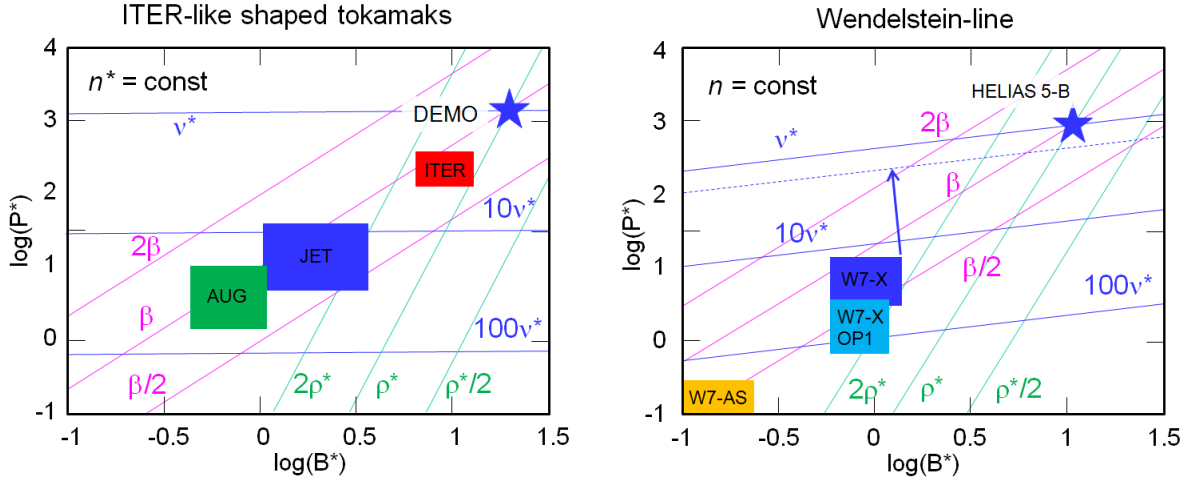 ITER-like shaped tokamaks
4
3
2
1
0
-1
log(P*)
n* = const
ν*
DEMO
ITER
10ν*
2β
JET
AUG
β
100ν*
β/2
2ρ*
ρ*
ρ*/2
-1
-0.5
0
0.5
1
1.5
log(B*)
Wendelstein-line
4
3
2
1
0
-1
log(P*)
n = const
HELIAS 5-B
2β
ν*
β
10ν*
β/2
W7-X
100ν*
W7-X
OP1
W7-AS
2ρ*
ρ*
ρ*/2
-1
-0.5
0
0.5
1
1.5
log(B*)